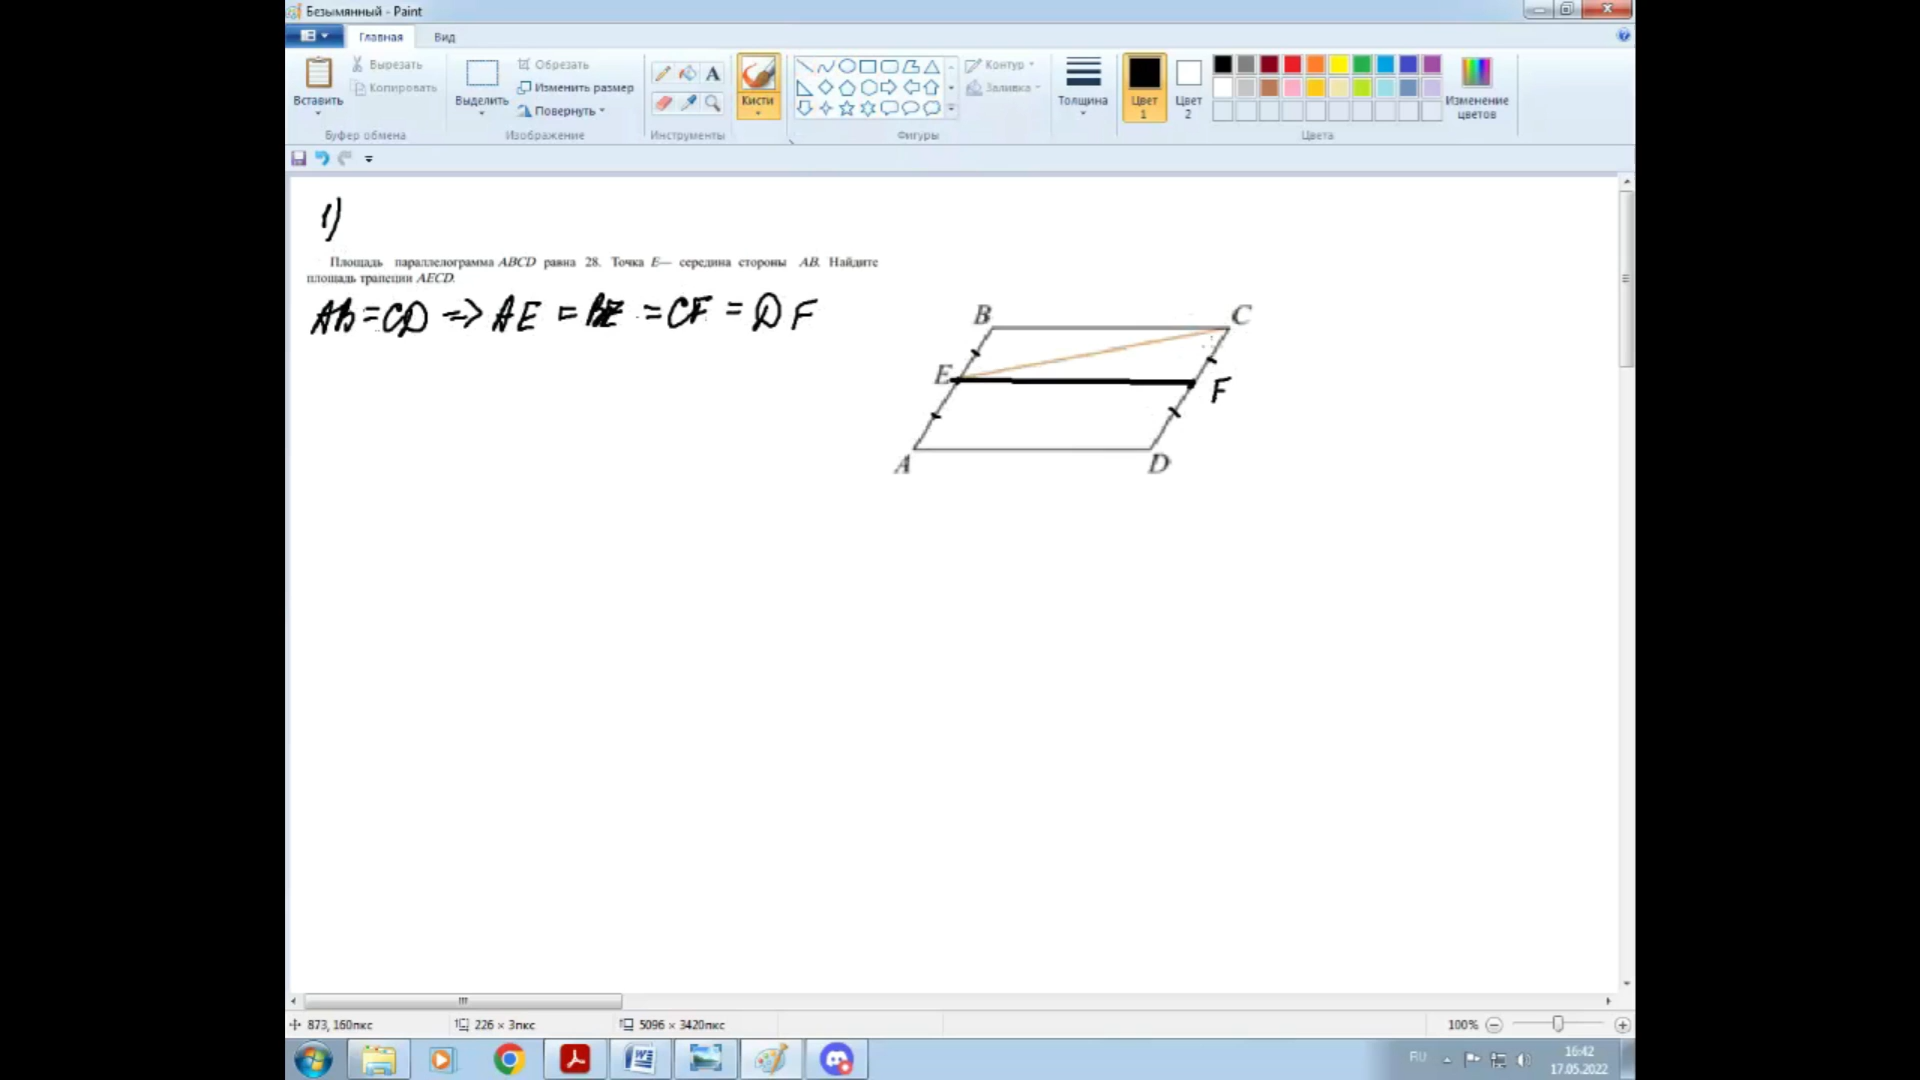 Безымянный - Paint
Главная Вид
Вставить
Вырезать
Копировать
Буфер обмена
Выделить
Обрезать
Изменить размер
Повернуть
Изображение
A
Инструменты
Кисти
Контур
Заливка
Фигуры
Толщина
Цвет 1
Цвет 2
Изменение цветов
Цвета
1)
Площадь параллелограмма ABCD равна 28. Точка E— середина стороны AB. Найдите
площадь трапеции AECD.
AB = CD => AE = BE = CF = DF
B C
E F
A D
873, 160пкс 226 × 3пкс 5096 × 3420пкс 100%
RU 16:42
17.05.2022